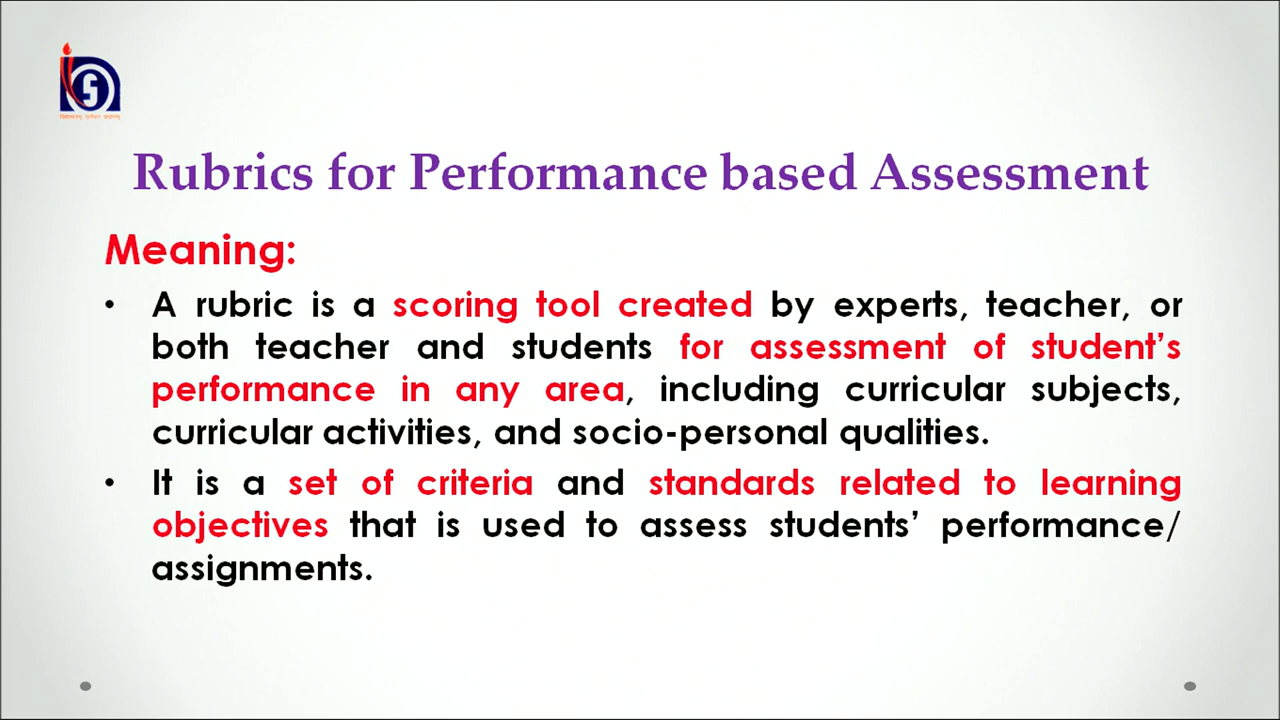 Rubrics for Performance based Assessment
Meaning:
• A rubric is a scoring tool created by experts, teacher, or
both teacher and students for assessment of student’s
performance in any area, including curricular subjects,
curricular activities, and socio-personal qualities.
• It is a set of criteria and standards related to learning
objectives that is used to assess students’ performance/
assignments.